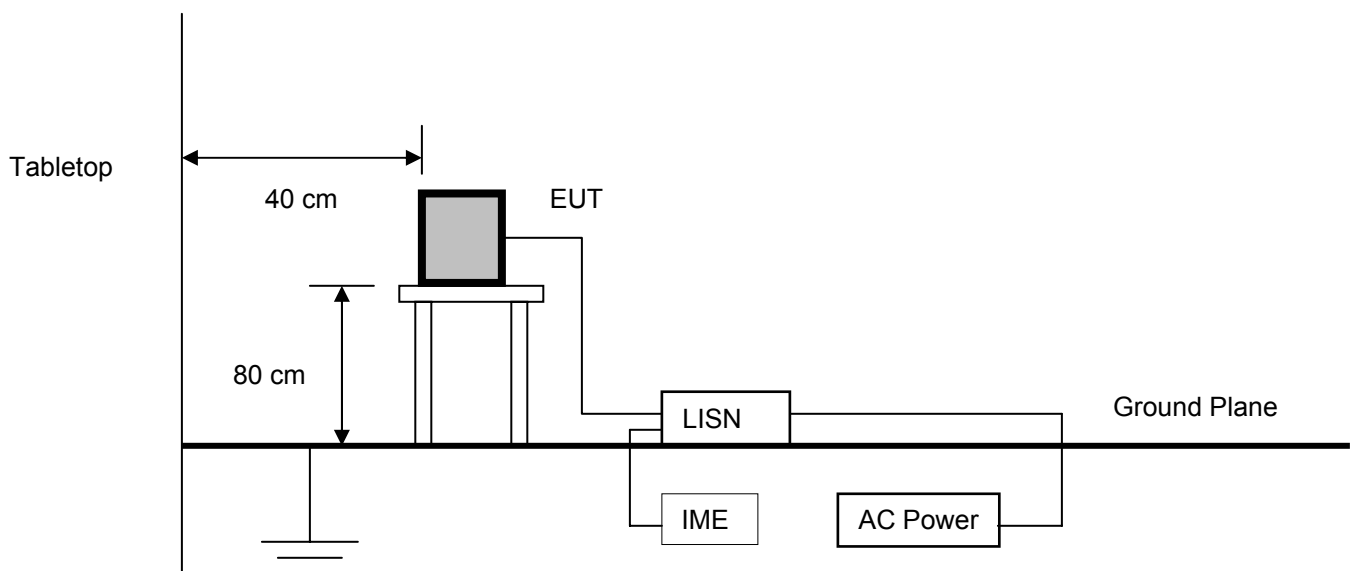 Tabletop
40 cm
EUT
80 cm
LISN
Ground Plane
IME
AC Power